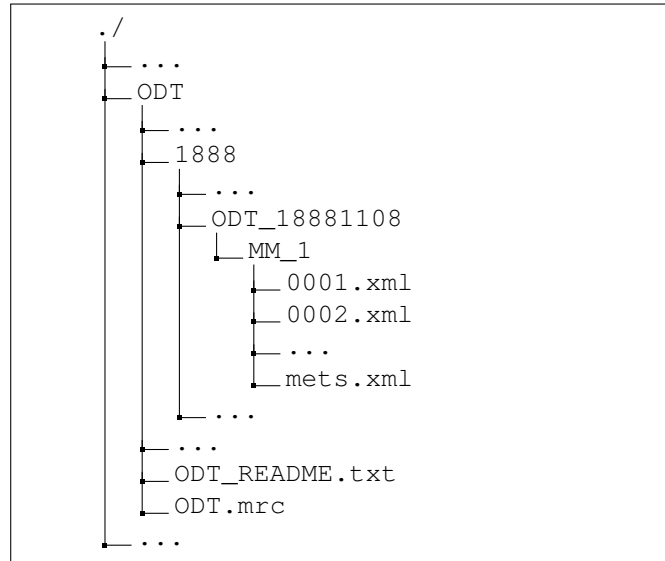 ./
...
ODT
...
1888
...
ODT_18881108
MM_1
0001.xml
0002.xml
...
mets.xml
...
...
ODT_README.txt
ODT.mrc
...